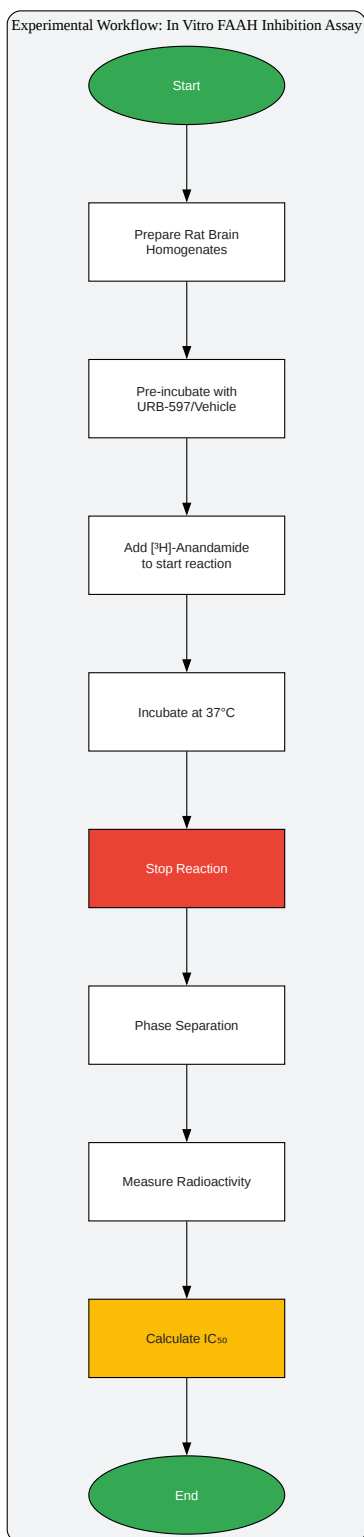 Experimental Workflow: In Vitro FAAH Inhibition Assay
Start
Prepare Rat Brain
Homogenates
Pre-incubate with
URB-597/Vehicle
Add [³H]-Anandamide
to start reaction
Incubate at 37°C
Stop Reaction
Phase Separation
Measure Radioactivity
Calculate IC₅₀
End